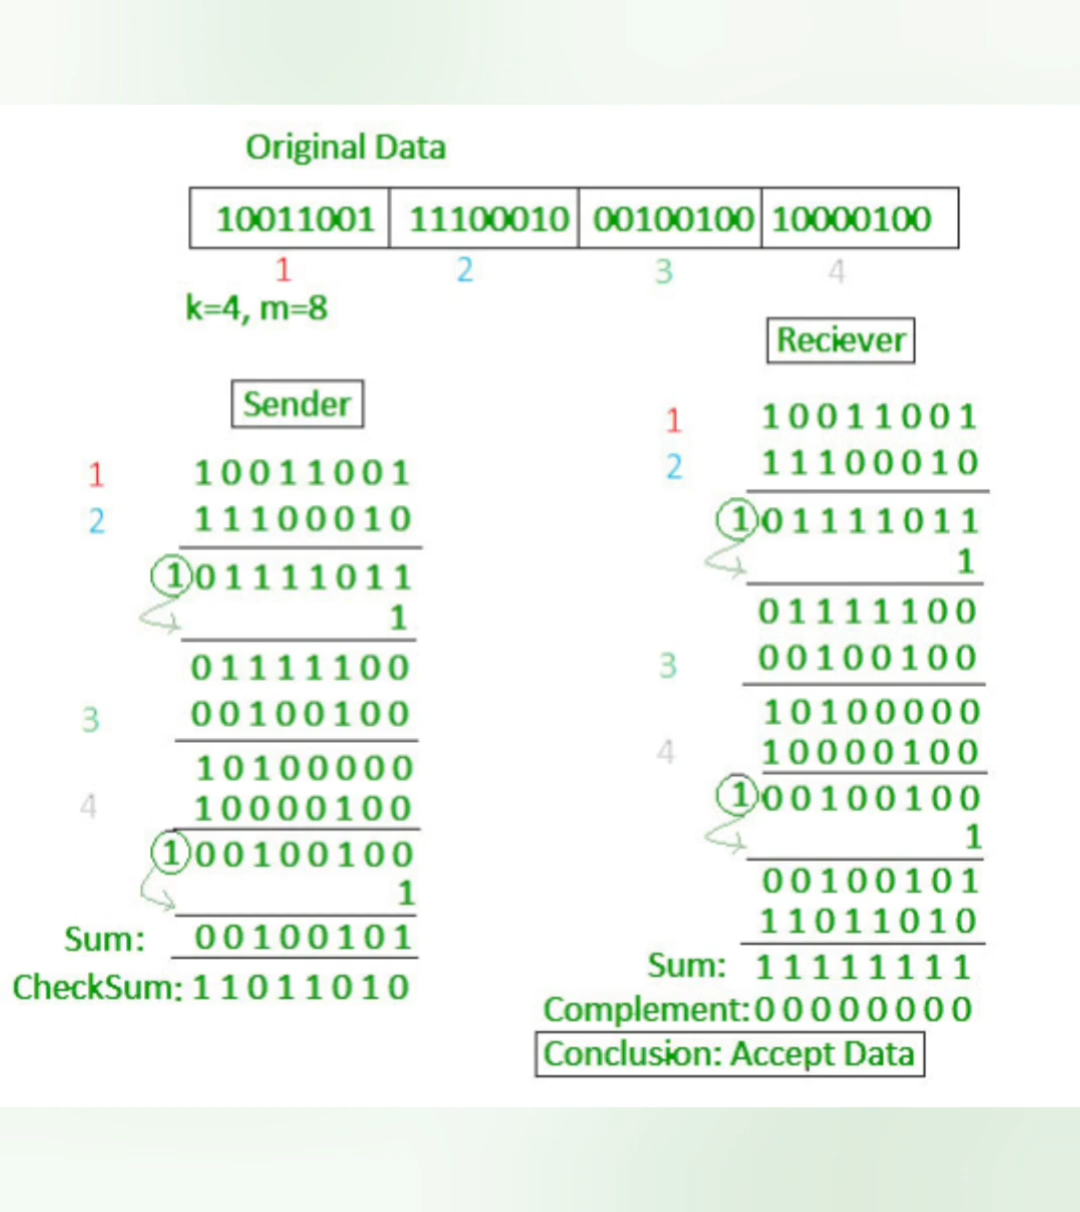 Original Data
10011001 11100010 00100100 10000100
1 2 3 4
k=4, m=8
Sender
1 10011001
2 11100010
1 01111011
1
01111100
3 00100100
10100000
4 10000100
1 00100100
1
Sum: 00100101
CheckSum: 11011010
Reciever
1 10011001
2 11100010
1 01111011
1
01111100
3 00100100
10100000
4 10000100
1 00100100
1
00100101
11011010
Sum: 11111111
Complement: 00000000
Conclusion: Accept Data